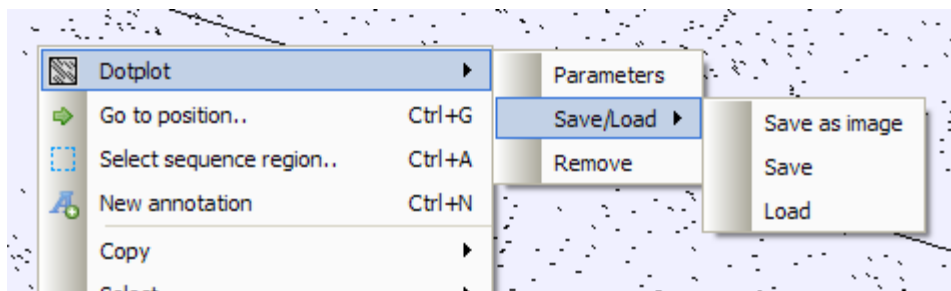 Dotplot
Go to position.. Ctrl+G
Select sequence region.. Ctrl+A
New annotation Ctrl+N
Copy
Select
Parameters
Save/Load
Remove
Save as image
Save
Load